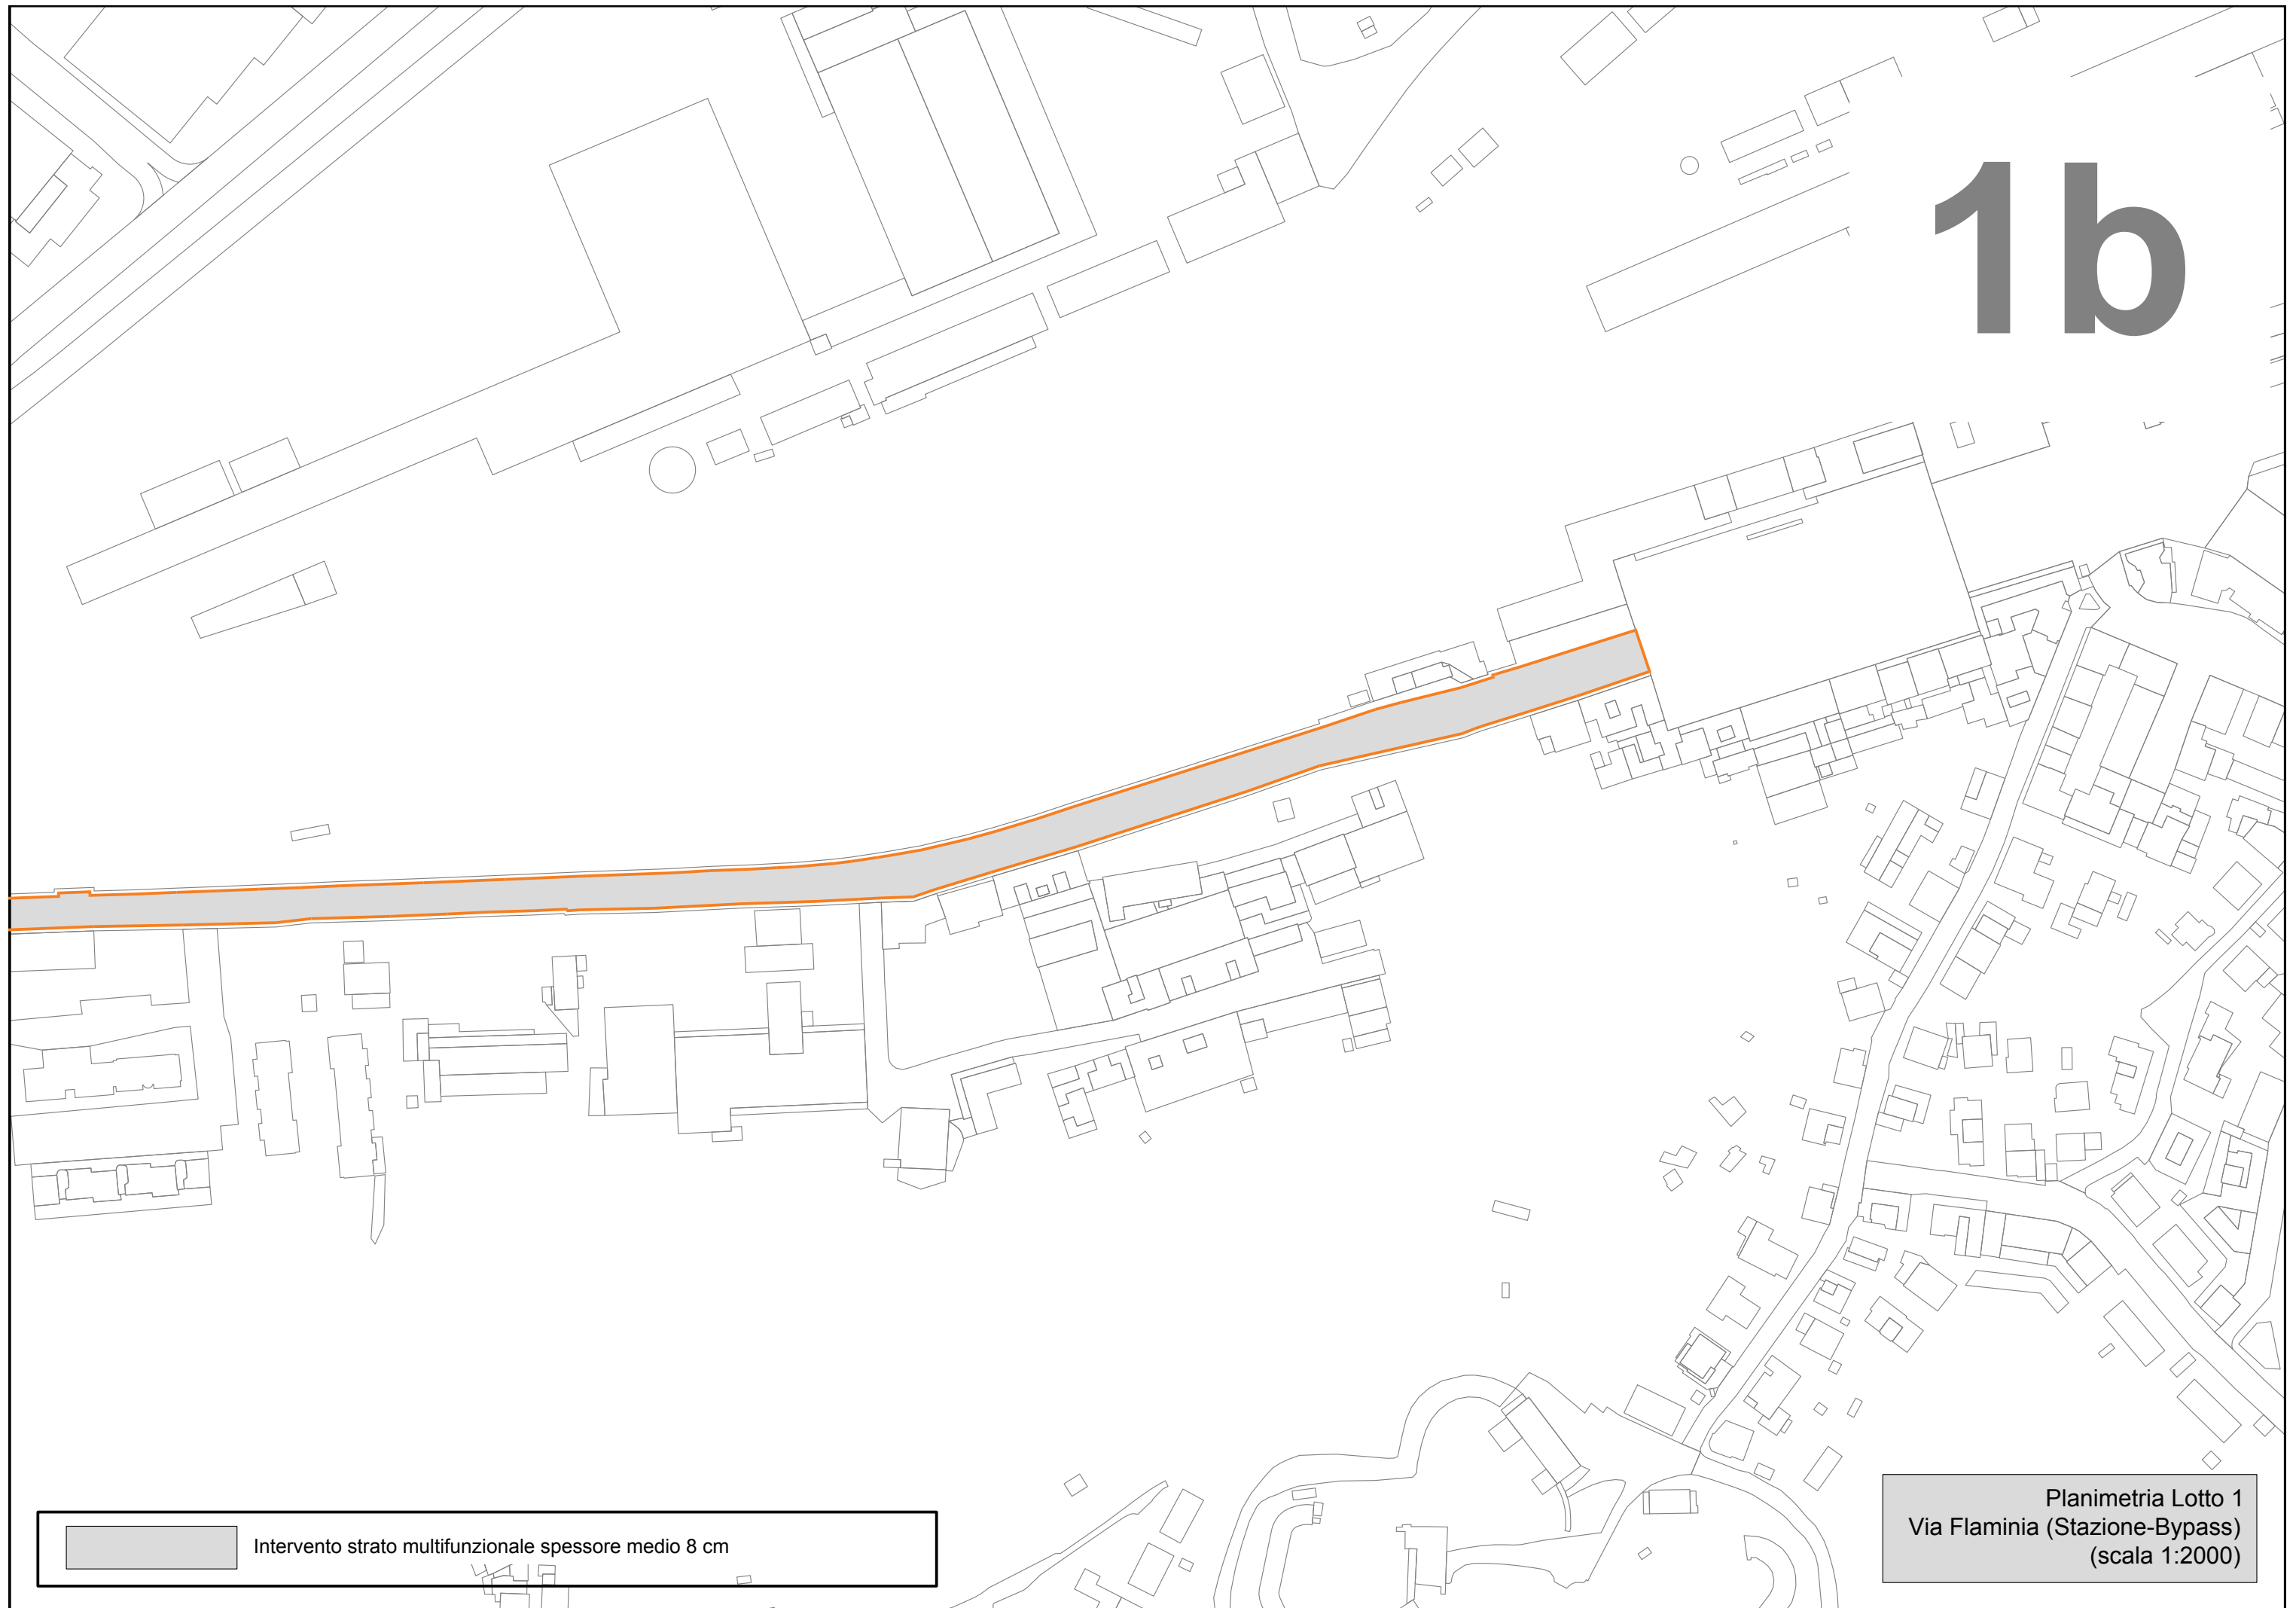 1b
Intervento strato multifunzionale spessore medio 8 cm
Planimetria Lotto 1
Via Flaminia (Stazione-Bypass)
(scala 1:2000)